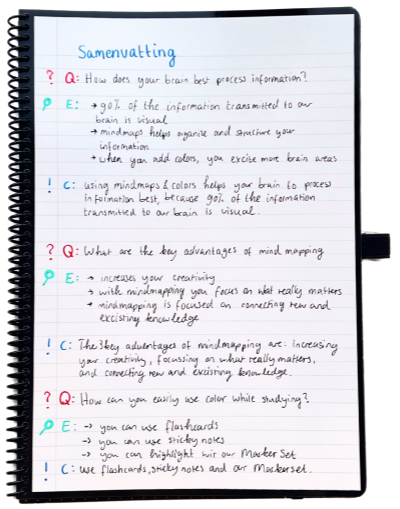 Samenvatting
? Q: How does your brain best process information?
E: → 90% of the information transmitted to our
brain is visual
→ mindmaps helps organize and structure your
information
→ when you add colors, you excite more brain areas
! C: using mindmaps & colors helps your brain to process
information best, because 90% of the information
transmitted to our brain is visual.
? Q: What are the key advantages of mind mapping
E: → increases your creativity
→ with mindmapping you focus on what really matters
→ mindmapping is focused on connecting new and
excisting knowledge
! C: The 3 key advantages of mindmapping are: Increasing
your creativity, focussing on what really matters,
and connecting new and excisting knowledge.
? Q: How can you easily use color while studying?
E: → you can use flashcards
→ you can use sticky notes
→ you can highlight our Marker Set
! C: Use flashcards, sticky notes and our Markerset.